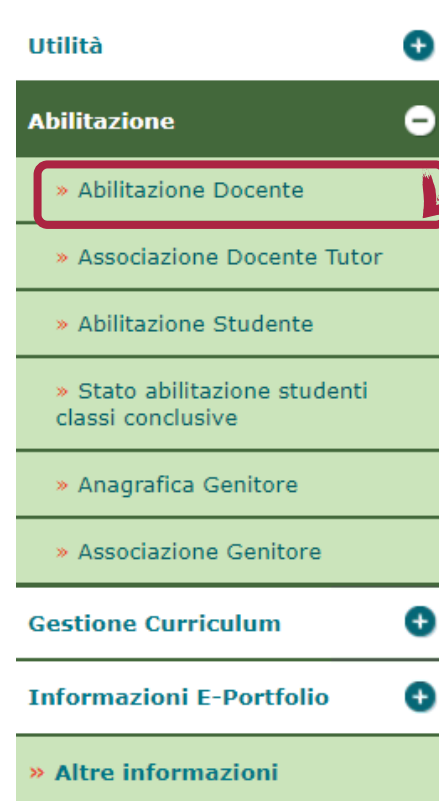 Utilità
Abilitazione
» Abilitazione Docente
» Associazione Docente Tutor
» Abilitazione Studente
» Stato abilitazione studenti
classi conclusive
» Anagrafica Genitore
» Associazione Genitore
Gestione Curriculum
Informazioni E-Portfolio
» Altre informazioni